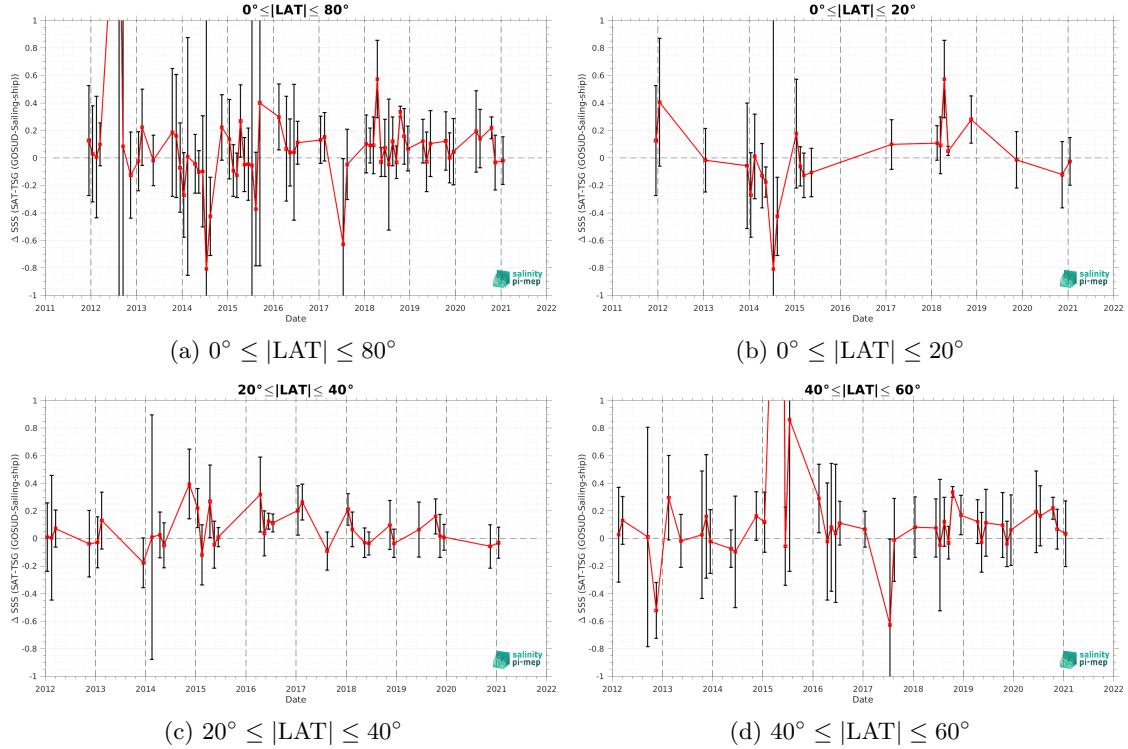 0°≤|LAT|≤ 80°
Δ SSS (SAT-TSG (GOSUD-Sailing-ship))
1
0.8
0.6
0.4
0.2
0
-0.2
-0.4
-0.6
-0.8
-1
2011 2012 2013 2014 2015 2016 2017 2018 2019 2020 2021 2022
Date
salinity
pi-mep
(a) 0° ≤ |LAT| ≤ 80°
0°≤|LAT|≤ 20°
Δ SSS (SAT-TSG (GOSUD-Sailing-ship))
1
0.8
0.6
0.4
0.2
0
-0.2
-0.4
-0.6
-0.8
-1
2011 2012 2013 2014 2015 2016 2017 2018 2019 2020 2021 2022
Date
salinity
pi-mep
(b) 0° ≤ |LAT| ≤ 20°
20°≤|LAT|≤ 40°
Δ SSS (SAT-TSG (GOSUD-Sailing-ship))
1
0.8
0.6
0.4
0.2
0
-0.2
-0.4
-0.6
-0.8
-1
2012 2013 2014 2015 2016 2017 2018 2019 2020 2021 2022
Date
salinity
pi-mep
(c) 20° ≤ |LAT| ≤ 40°
40°≤|LAT|≤ 60°
Δ SSS (SAT-TSG (GOSUD-Sailing-ship))
1
0.8
0.6
0.4
0.2
0
-0.2
-0.4
-0.6
-0.8
-1
2012 2013 2014 2015 2016 2017 2018 2019 2020 2021 2022
Date
salinity
pi-mep
(d) 40° ≤ |LAT| ≤ 60°